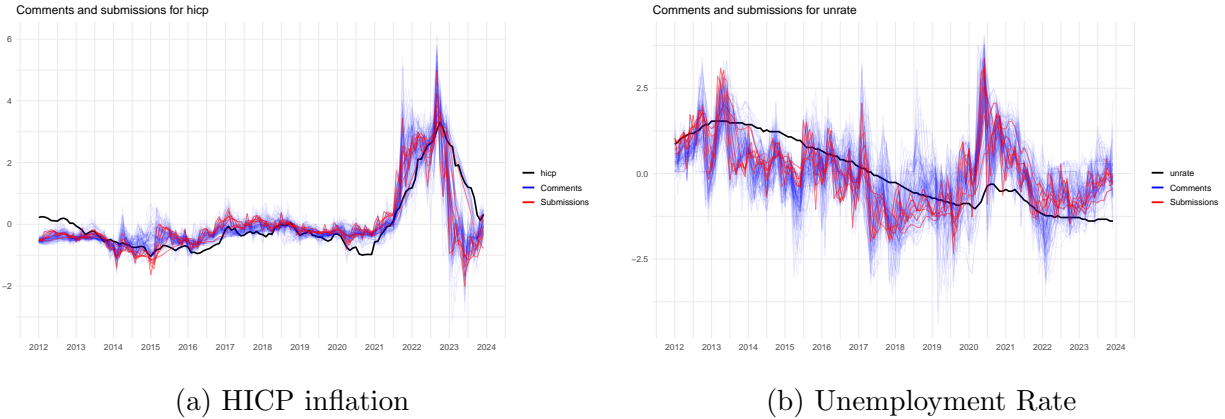 Comments and submissions for hicp
6
4
2
0
−2
2012 2013 2014 2015 2016 2017 2018 2019 2020 2021 2022 2023 2024
hicp
Comments
Submissions
(a) HICP inflation
Comments and submissions for unrate
2.5
0.0
−2.5
2012 2013 2014 2015 2016 2017 2018 2019 2020 2021 2022 2023 2024
unrate
Comments
Submissions
(b) Unemployment Rate